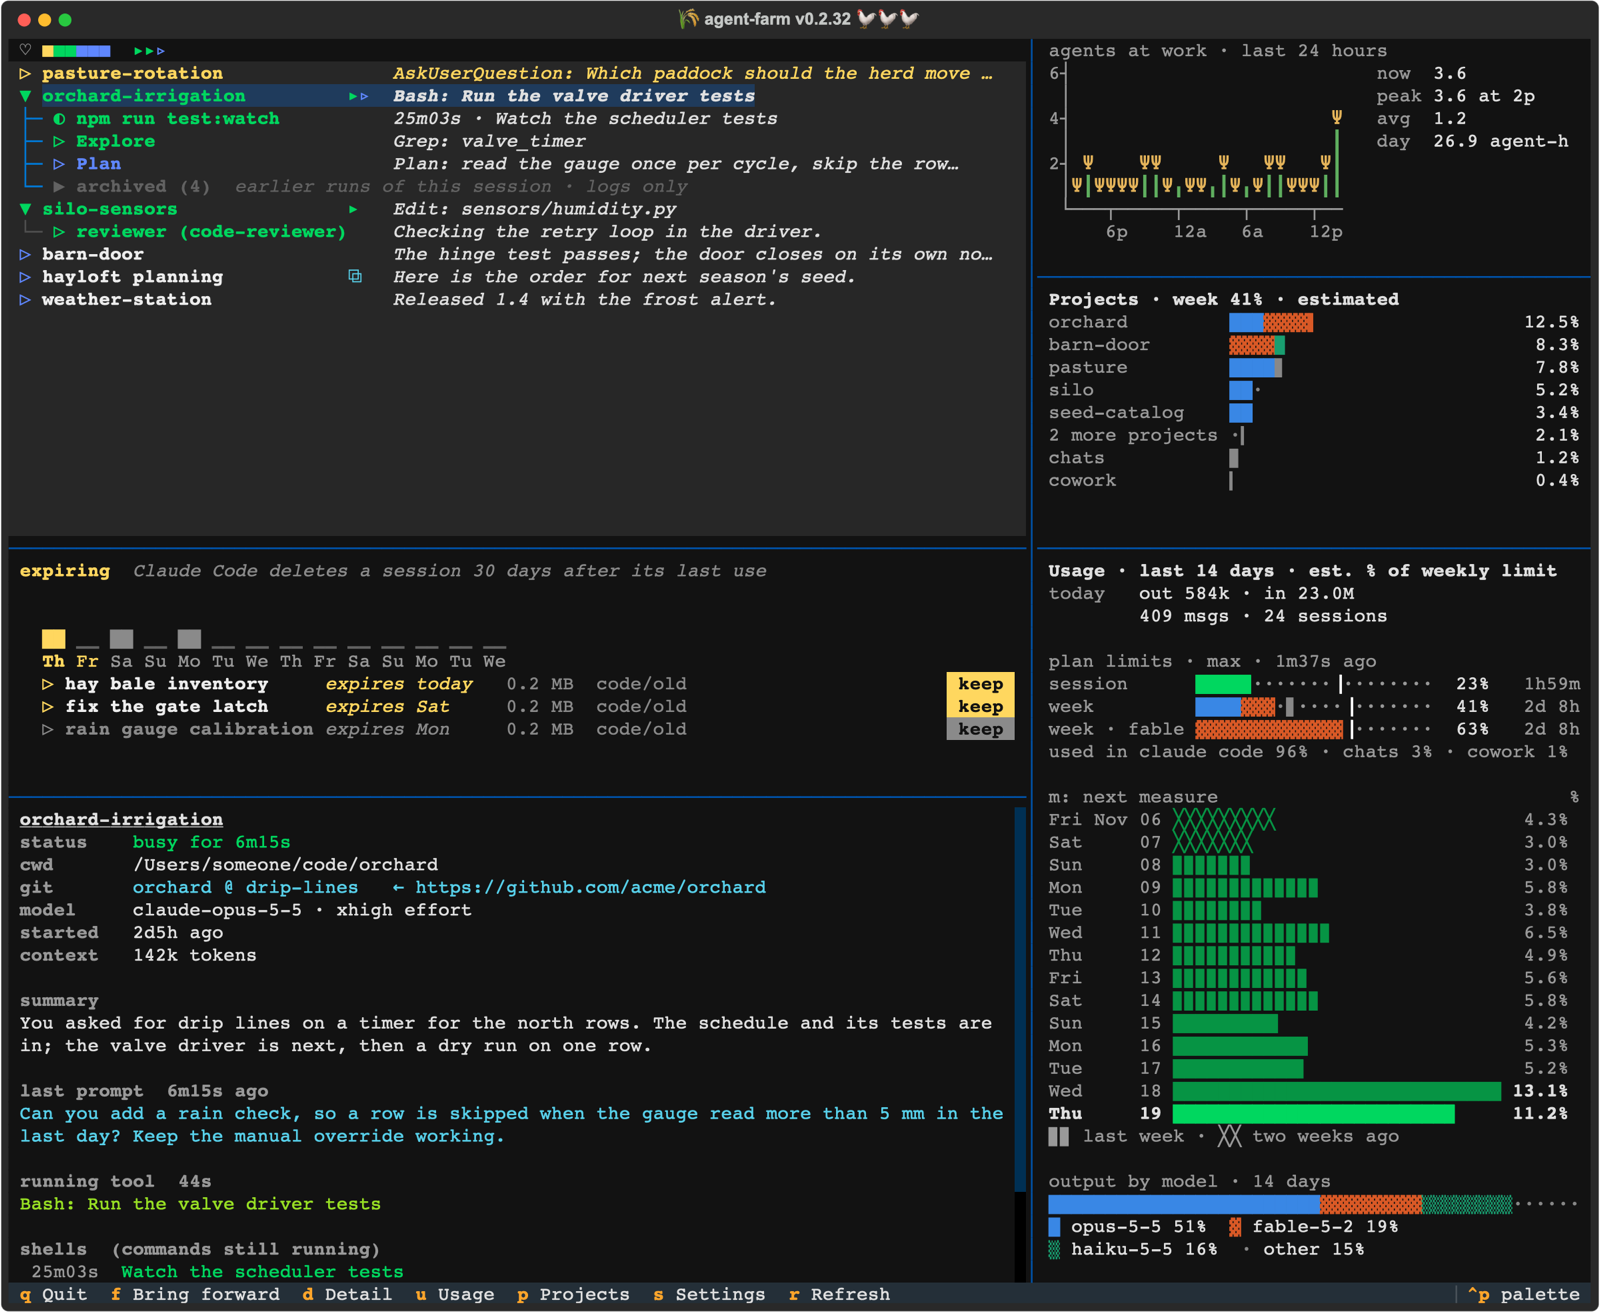 agent-farm v0.2.32
pasture-rotation AskUserQuestion: Which paddock should the herd move …
orchard-irrigation Bash: Run the valve driver tests
npm run test:watch 25m03s · Watch the scheduler tests
Explore Grep: valve_timer
Plan Plan: read the gauge once per cycle, skip the row…
archived (4) earlier runs of this session · logs only
silo-sensors Edit: sensors/humidity.py
reviewer (code-reviewer) Checking the retry loop in the driver.
barn-door The hinge test passes; the door closes on its own no…
hayloft planning Here is the order for next season's seed.
weather-station Released 1.4 with the frost alert.
expiring Claude Code deletes a session 30 days after its last use
Th Fr Sa Su Mo Tu We Th Fr Sa Su Mo Tu We
hay bale inventory expires today 0.2 MB code/old keep
fix the gate latch expires Sat 0.2 MB code/old keep
rain gauge calibration expires Mon 0.2 MB code/old keep
orchard-irrigation
status busy for 6m15s
cwd /Users/someone/code/orchard
git orchard @ drip-lines ← https://github.com/acme/orchard
model claude-opus-5-5 · xhigh effort
started 2d5h ago
context 142k tokens
summary
You asked for drip lines on a timer for the north rows. The schedule and its tests are
in; the valve driver is next, then a dry run on one row.
last prompt 6m15s ago
Can you add a rain check, so a row is skipped when the gauge read more than 5 mm in the
last day? Keep the manual override working.
running tool 44s
Bash: Run the valve driver tests
shells (commands still running)
25m03s Watch the scheduler tests
agents at work · last 24 hours
6
4
2
6p 12a 6a 12p
now 3.6
peak 3.6 at 2p
avg 1.2
day 26.9 agent-h
Projects · week 41% · estimated
orchard 12.5%
barn-door 8.3%
pasture 7.8%
silo 5.2%
seed-catalog 3.4%
2 more projects 2.1%
chats 1.2%
cowork 0.4%
Usage · last 14 days · est. % of weekly limit
today out 584k · in 23.0M
409 msgs · 24 sessions
plan limits · max · 1m37s ago
session 23% 1h59m
week 41% 2d 8h
week · fable 63% 2d 8h
used in claude code 96% · chats 3% · cowork 1%
m: next measure %
Fri Nov 06 4.3%
Sat 07 3.0%
Sun 08 3.0%
Mon 09 5.8%
Tue 10 3.8%
Wed 11 6.5%
Thu 12 4.9%
Fri 13 5.6%
Sat 14 5.8%
Sun 15 4.2%
Mon 16 5.3%
Tue 17 5.2%
Wed 18 13.1%
Thu 19 11.2%
last week · two weeks ago
output by model · 14 days
opus-5-5 51% fable-5-2 19%
haiku-5-5 16% · other 15%
q Quit f Bring forward d Detail u Usage p Projects s Settings r Refresh ^p palette